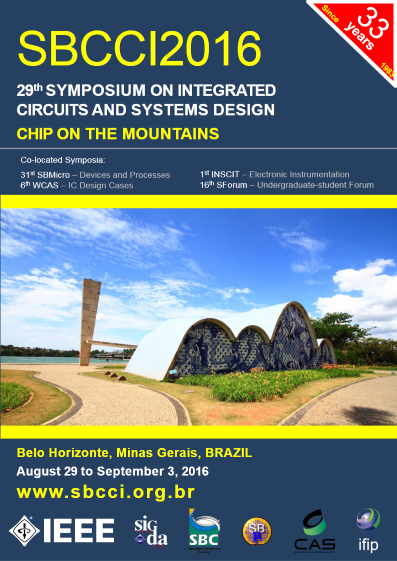 Since
33
years
1983
SBCCI2016
29th SYMPOSIUM ON INTEGRATED
CIRCUITS AND SYSTEMS DESIGN
CHIP ON THE MOUNTAINS
Co-located Symposia:
31st SBMicro – Devices and Processes
6th WCAS – IC Design Cases
1st INSCIT – Electronic Instrumentation
16th SForum – Undergraduate-student Forum
Belo Horizonte, Minas Gerais, BRAZIL
August 29 to September 3, 2016
www.sbcci.org.br
IEEE
sigda
SBC
SB
CAS
ifip